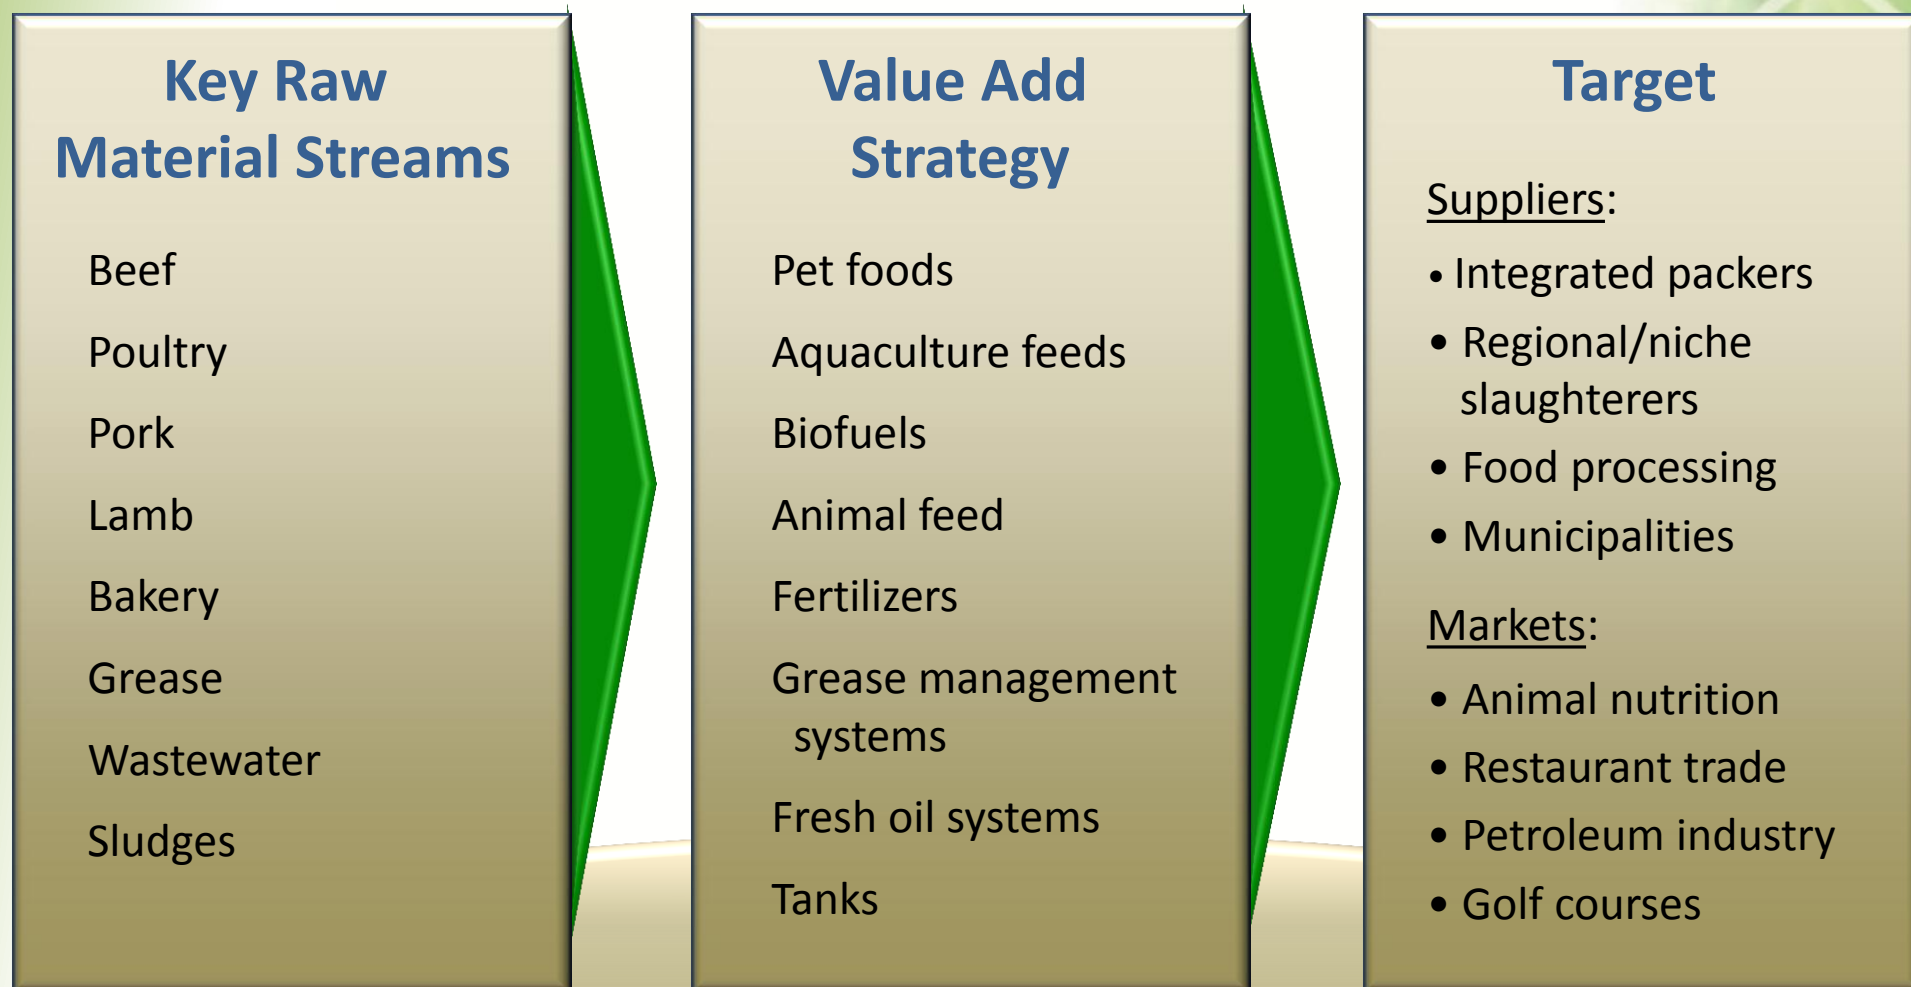 Key Raw
Material Streams
Beef
Poultry
Pork
Lamb
Bakery
Grease
Wastewater
Sludges
Value Add
Strategy
Pet foods
Aquaculture feeds
Biofuels
Animal feed
Fertilizers
Grease management
systems
Fresh oil systems
Tanks
Target
Suppliers:
• Integrated packers
• Regional/niche
slaughterers
• Food processing
• Municipalities
Markets:
• Animal nutrition
• Restaurant trade
• Petroleum industry
• Golf courses